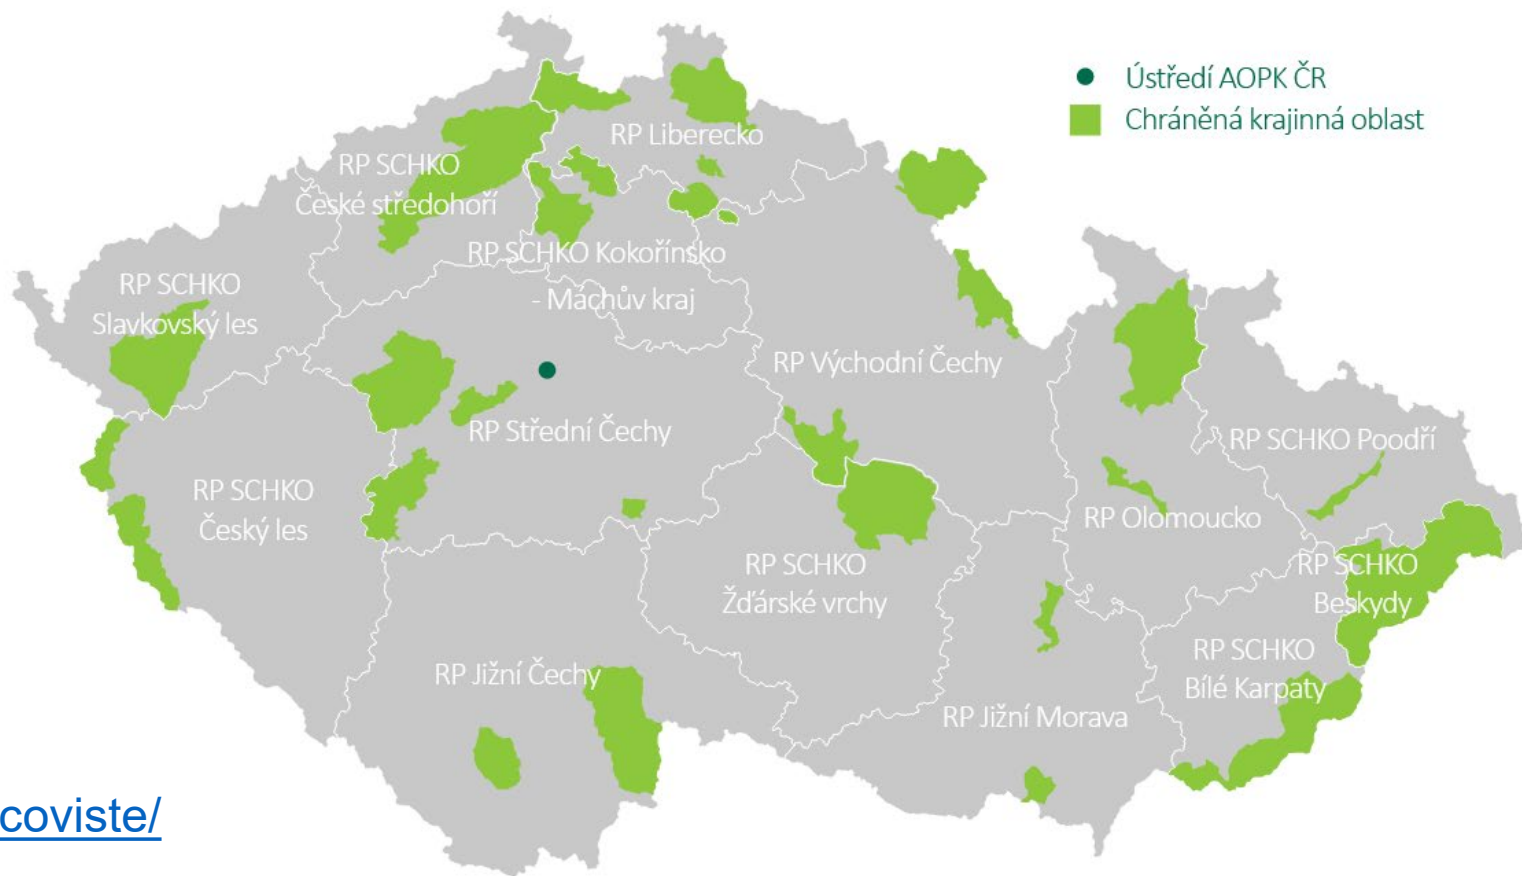 Ústředí AOPK ČR
Chráněná krajinná oblast
RP Liberecko
RP SCHKO
České středohoří
RP SCHKO Kokořínsko
- Máchův kraj
RP SCHKO
Slavkovský les
RP Východní Čechy
RP Střední Čechy
RP SCHKO Poodří
RP SCHKO
Český les
RP Olomoucko
RP SCHKO
Žďárské vrchy
RP SCHKO
Beskydy
RP SCHKO
Bílé Karpaty
RP Jižní Čechy
RP Jižní Morava
coviste/